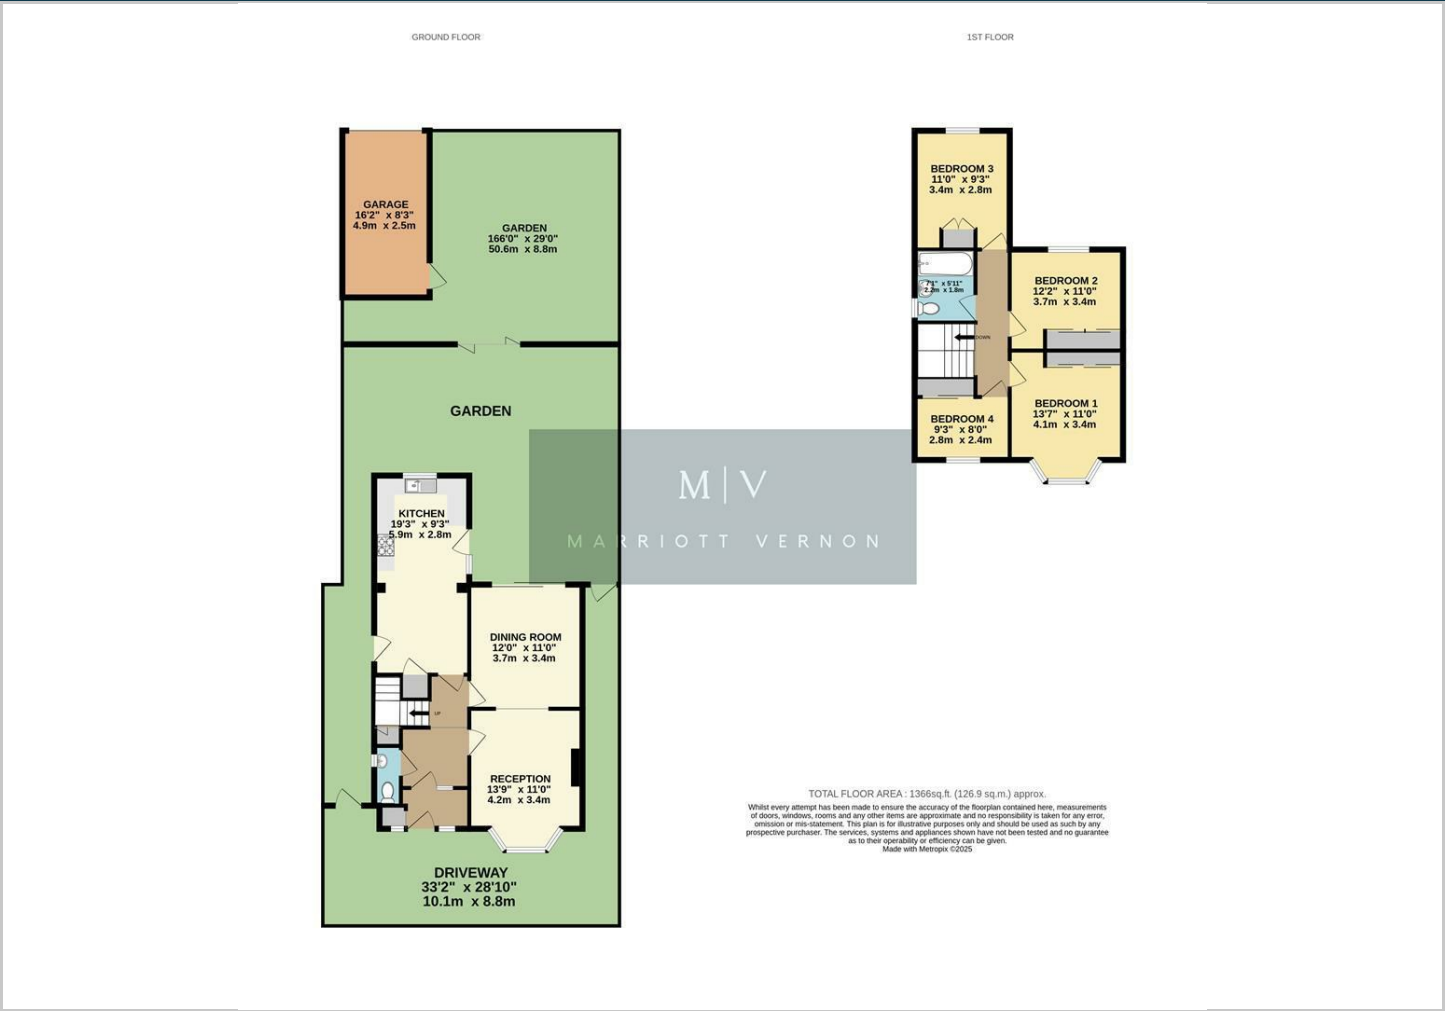 GROUND FLOOR
1ST FLOOR
GARAGE
16'2" x 8'3"
4.9m x 2.5m
GARDEN
166'0" x 29'0"
50.6m x 8.8m
BEDROOM 3
11'0" x 9'3"
3.4m x 2.8m
7'1" x 5'11"
2.2m x 1.8m
BEDROOM 2
12'2" x 11'0"
3.7m x 3.4m
DOWN
BEDROOM 1
13'7" x 11'0"
4.1m x 3.4m
BEDROOM 4
9'3" x 8'0"
2.8m x 2.4m
GARDEN
M|V
MARRIOTT VERNON
KITCHEN
19'3" x 9'3"
5.9m x 2.8m
DINING ROOM
12'0" x 11'0"
3.7m x 3.4m
UP
RECEPTION
13'9" x 11'0"
4.2m x 3.4m
DRIVEWAY
33'2" x 28'10"
10.1m x 8.8m
TOTAL FLOOR AREA : 1366sq.ft. (126.9 sq.m.) approx.
Whilst every attempt has been made to ensure the accuracy of the floorplan contained here, measurements
of doors, windows, rooms and any other items are approximate and no responsibility is taken for any error,
omission or mis-statement. This plan is for illustrative purposes only and should be used as such by any
prospective purchaser. The services, systems and appliances shown have not been tested and no guarantee
as to their operability or efficiency can be given.
Made with Metropix ©2025